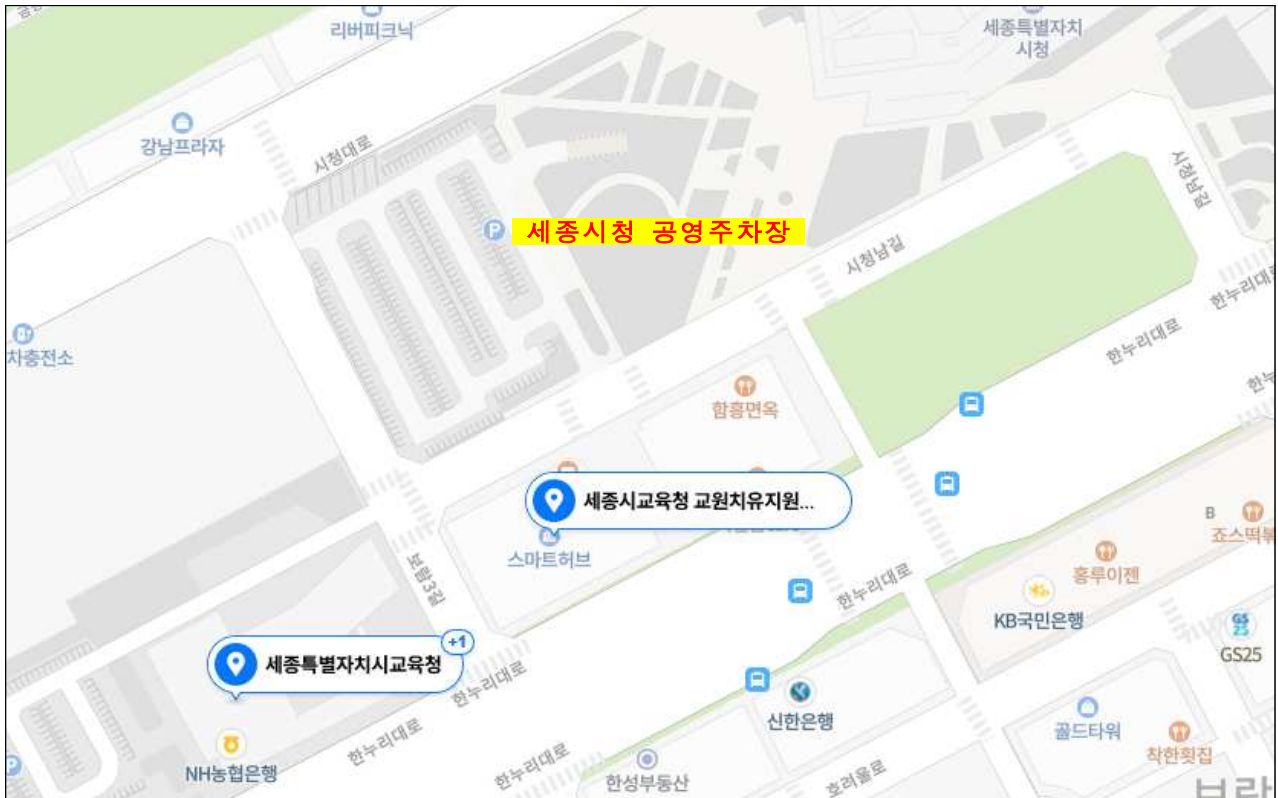 리버피크닉
세종특별자치
시청
강남프라자
시청대로
시청남길
P
세종시청 공영주차장
시청남길
한누리대로
차충전소
한누리대로
한누
함흥면옥
세종시교육청 교원치유지원...
B
죠스떡볶
스마트허브
홍루이젠
보람3길
한누리대로
KB국민은행
GS25
GS25
+1
세종특별자치시교육청
한누리대로
신한은행
골드타워
한누리대로
착한횟집
NH농협은행
한누리대로
한성부동산
호려울로
P
보람